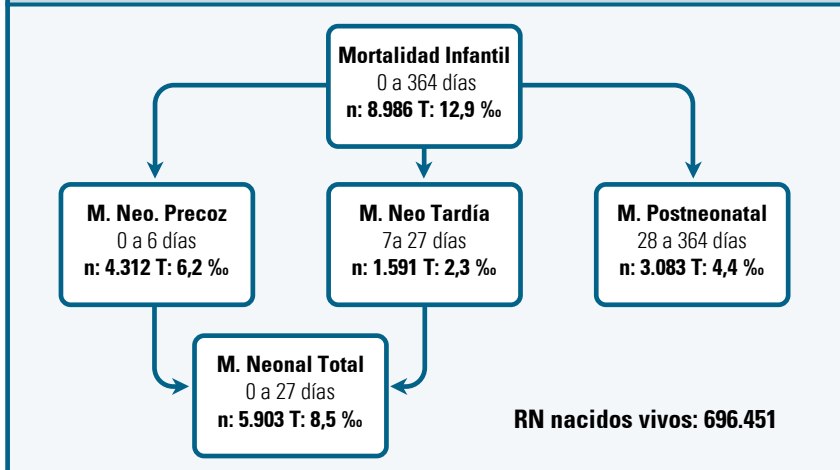 Mortalidad Infantil
0 a 364 días
n: 8.986 T: 12,9 ‰
M. Neo. Precoz
0 a 6 días
n: 4.312 T: 6,2 ‰
M. Neo Tardía
7a 27 días
n: 1.591 T: 2,3 ‰
M. Postneonatal
28 a 364 días
n: 3.083 T: 4,4 ‰
M. Neonal Total
0 a 27 días
n: 5.903 T: 8,5 ‰
RN nacidos vivos: 696.451